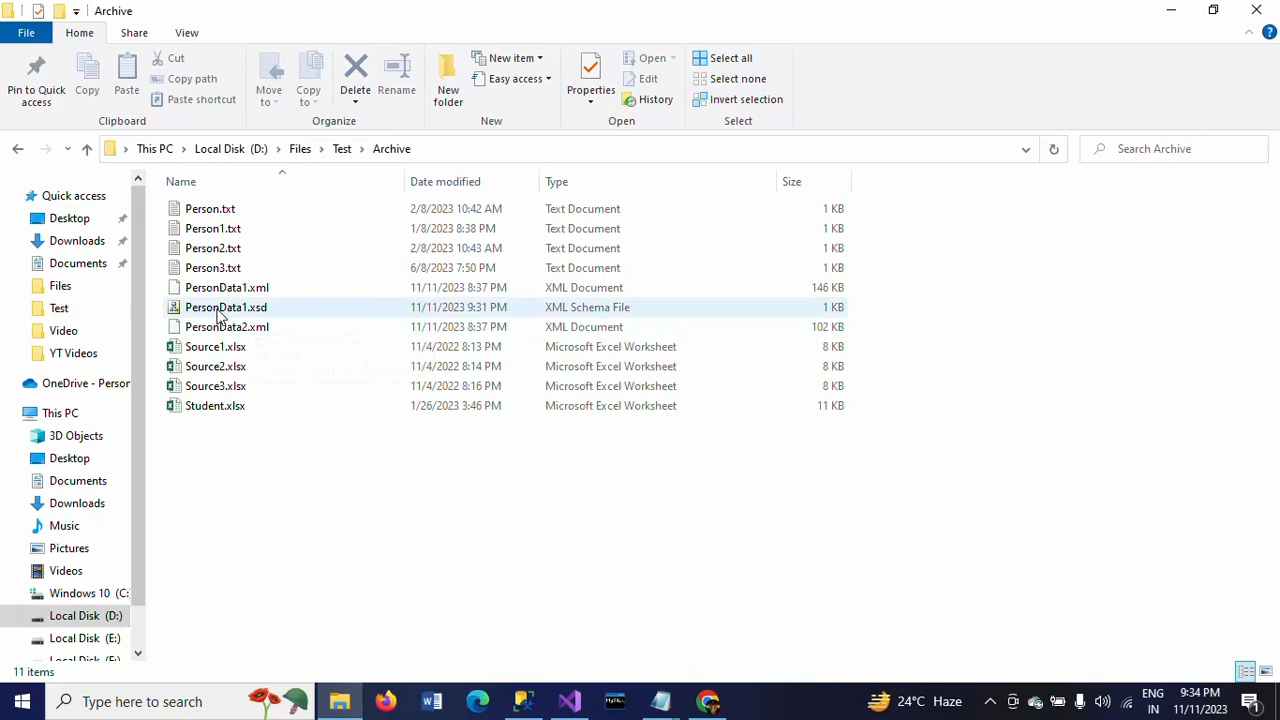 Archive
File Home Share View
Pin to Quick access
Copy
Paste
Cut
Copy path
Paste shortcut
Clipboard
Move to
Copy to
Delete
Rename
Organize
New folder
New item
Easy access
New
Properties
Open
Edit
History
Open
Select all
Select none
Invert selection
Select
This PC Local Disk (D:) Files Test Archive
Search Archive
Quick access
Desktop
Downloads
Documents
Files
Test
Video
YT Videos
OneDrive - Person
This PC
3D Objects
Desktop
Documents
Downloads
Music
Pictures
Videos
Windows 10 (C:
Local Disk (D:)
Local Disk (E:)
Local Disk (F:)
Name Date modified Type Size
Person.txt 2/8/2023 10:42 AM Text Document 1 KB
Person1.txt 1/8/2023 8:38 PM Text Document 1 KB
Person2.txt 2/8/2023 10:43 AM Text Document 1 KB
Person3.txt 6/8/2023 7:50 PM Text Document 1 KB
PersonData1.xml 11/11/2023 8:37 PM XML Document 146 KB
PersonData1.xsd 11/11/2023 9:31 PM XML Schema File 1 KB
PersonData2.xml 11/11/2023 8:37 PM XML Document 102 KB
Source1.xlsx 11/4/2022 8:13 PM Microsoft Excel Worksheet 8 KB
Source2.xlsx 11/4/2022 8:14 PM Microsoft Excel Worksheet 8 KB
Source3.xlsx 11/4/2022 8:16 PM Microsoft Excel Worksheet 8 KB
Student.xlsx 1/26/2023 3:46 PM Microsoft Excel Worksheet 11 KB
11 items
Type here to search
MySQL
24°C Haze
ENG
IN
9:34 PM
11/11/2023
1